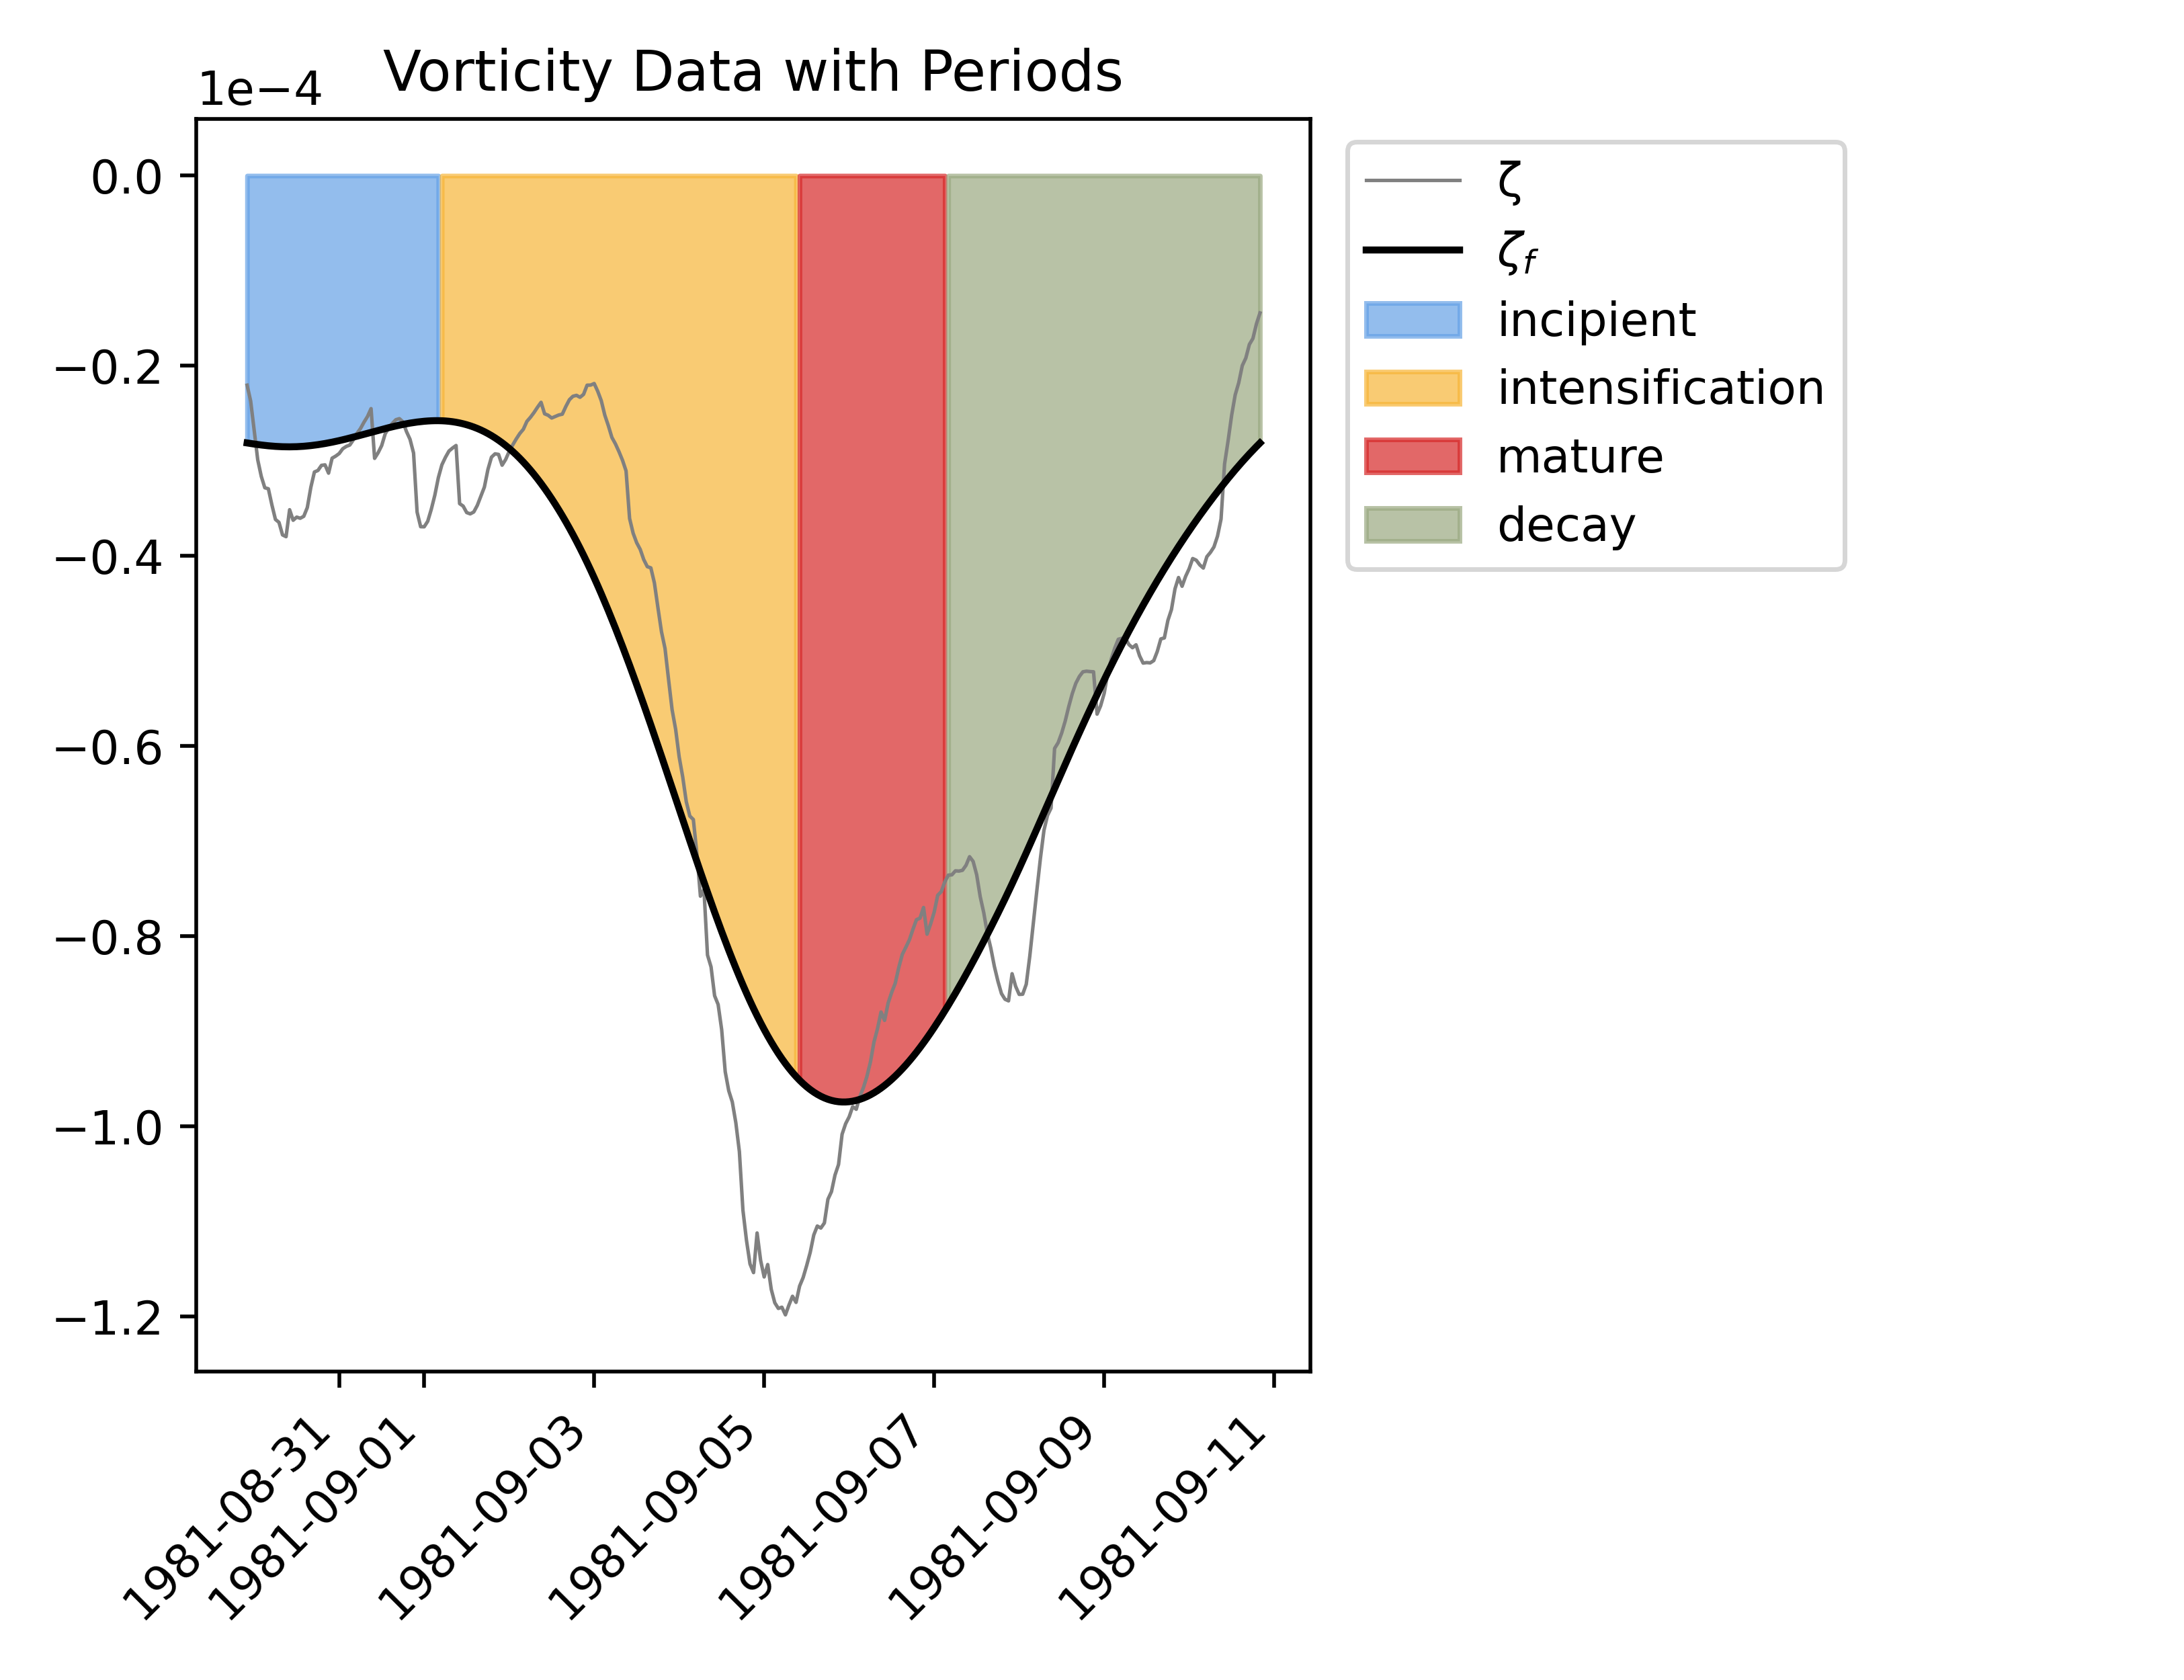 Vorticity Data with Periods
1e−4
0.0
−0.2
−0.4
−0.6
−0.8
−1.0
−1.2
1981-08-31
1981-09-01
1981-09-03
1981-09-05
1981-09-07
1981-09-09
1981-09-11
ζ
ζf
incipient
intensification
mature
decay